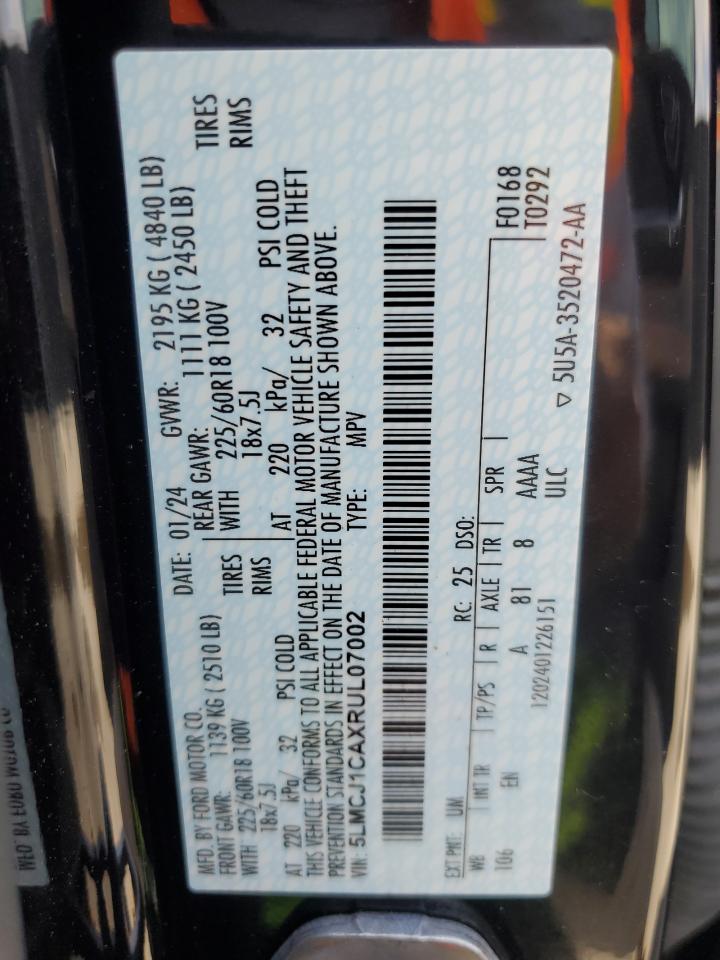 MFD. BY FORD MOTOR CO.
DATE: 01/24 GVWR: 2195 KG ( 4840 LB)
FRONT GAWR: 1139 KG ( 2510 LB)
REAR GAWR: 1111 KG ( 2450 LB)
WITH 225/60R18 100V TIRES
WITH 225/60R18 100V TIRES
18x7.5J RIMS
18x7.5J RIMS
AT 220 kPa/ 32 PSI COLD
AT 220 kPa/ 32 PSI COLD
THIS VEHICLE CONFORMS TO ALL APPLICABLE FEDERAL MOTOR VEHICLE SAFETY AND THEFT
PREVENTION STANDARDS IN EFFECT ON THE DATE OF MANUFACTURE SHOWN ABOVE.
VIN: 5LMCJ1CAXRUL07002 TYPE: MPV
EXT PNT: UM RC: 25 DSO:
WB INT TR TP/PS R AXLE TR SPR F0168
106 EN A 81 8 AAAA T0292
1202401226151 ULC
▽ 5U5A-3520472-AA